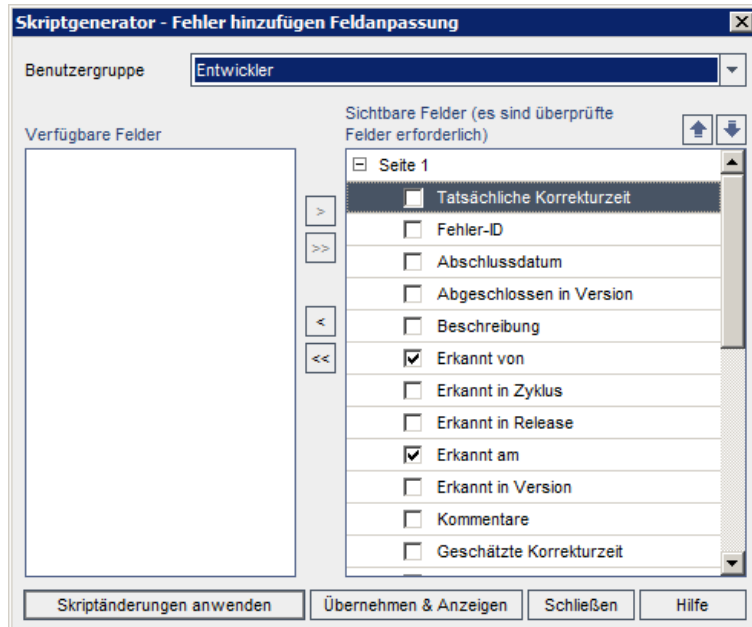 Skriptgenerator - Fehler hinzufügen Feldanpassung
Benutzergruppe
Entwickler
Verfügbare Felder
Sichtbare Felder (es sind überprüfte
Felder erforderlich)
Seite 1
Tatsächliche Korrekturzeit
Fehler-ID
Abschlussdatum
Abgeschlossen in Version
Beschreibung
Erkannt von
Erkannt in Zyklus
Erkannt in Release
Erkannt am
Erkannt in Version
Kommentare
Geschätzte Korrekturzeit
>
>>
<
<<
Skriptänderungen anwenden
Übernehmen & Anzeigen
Schließen
Hilfe